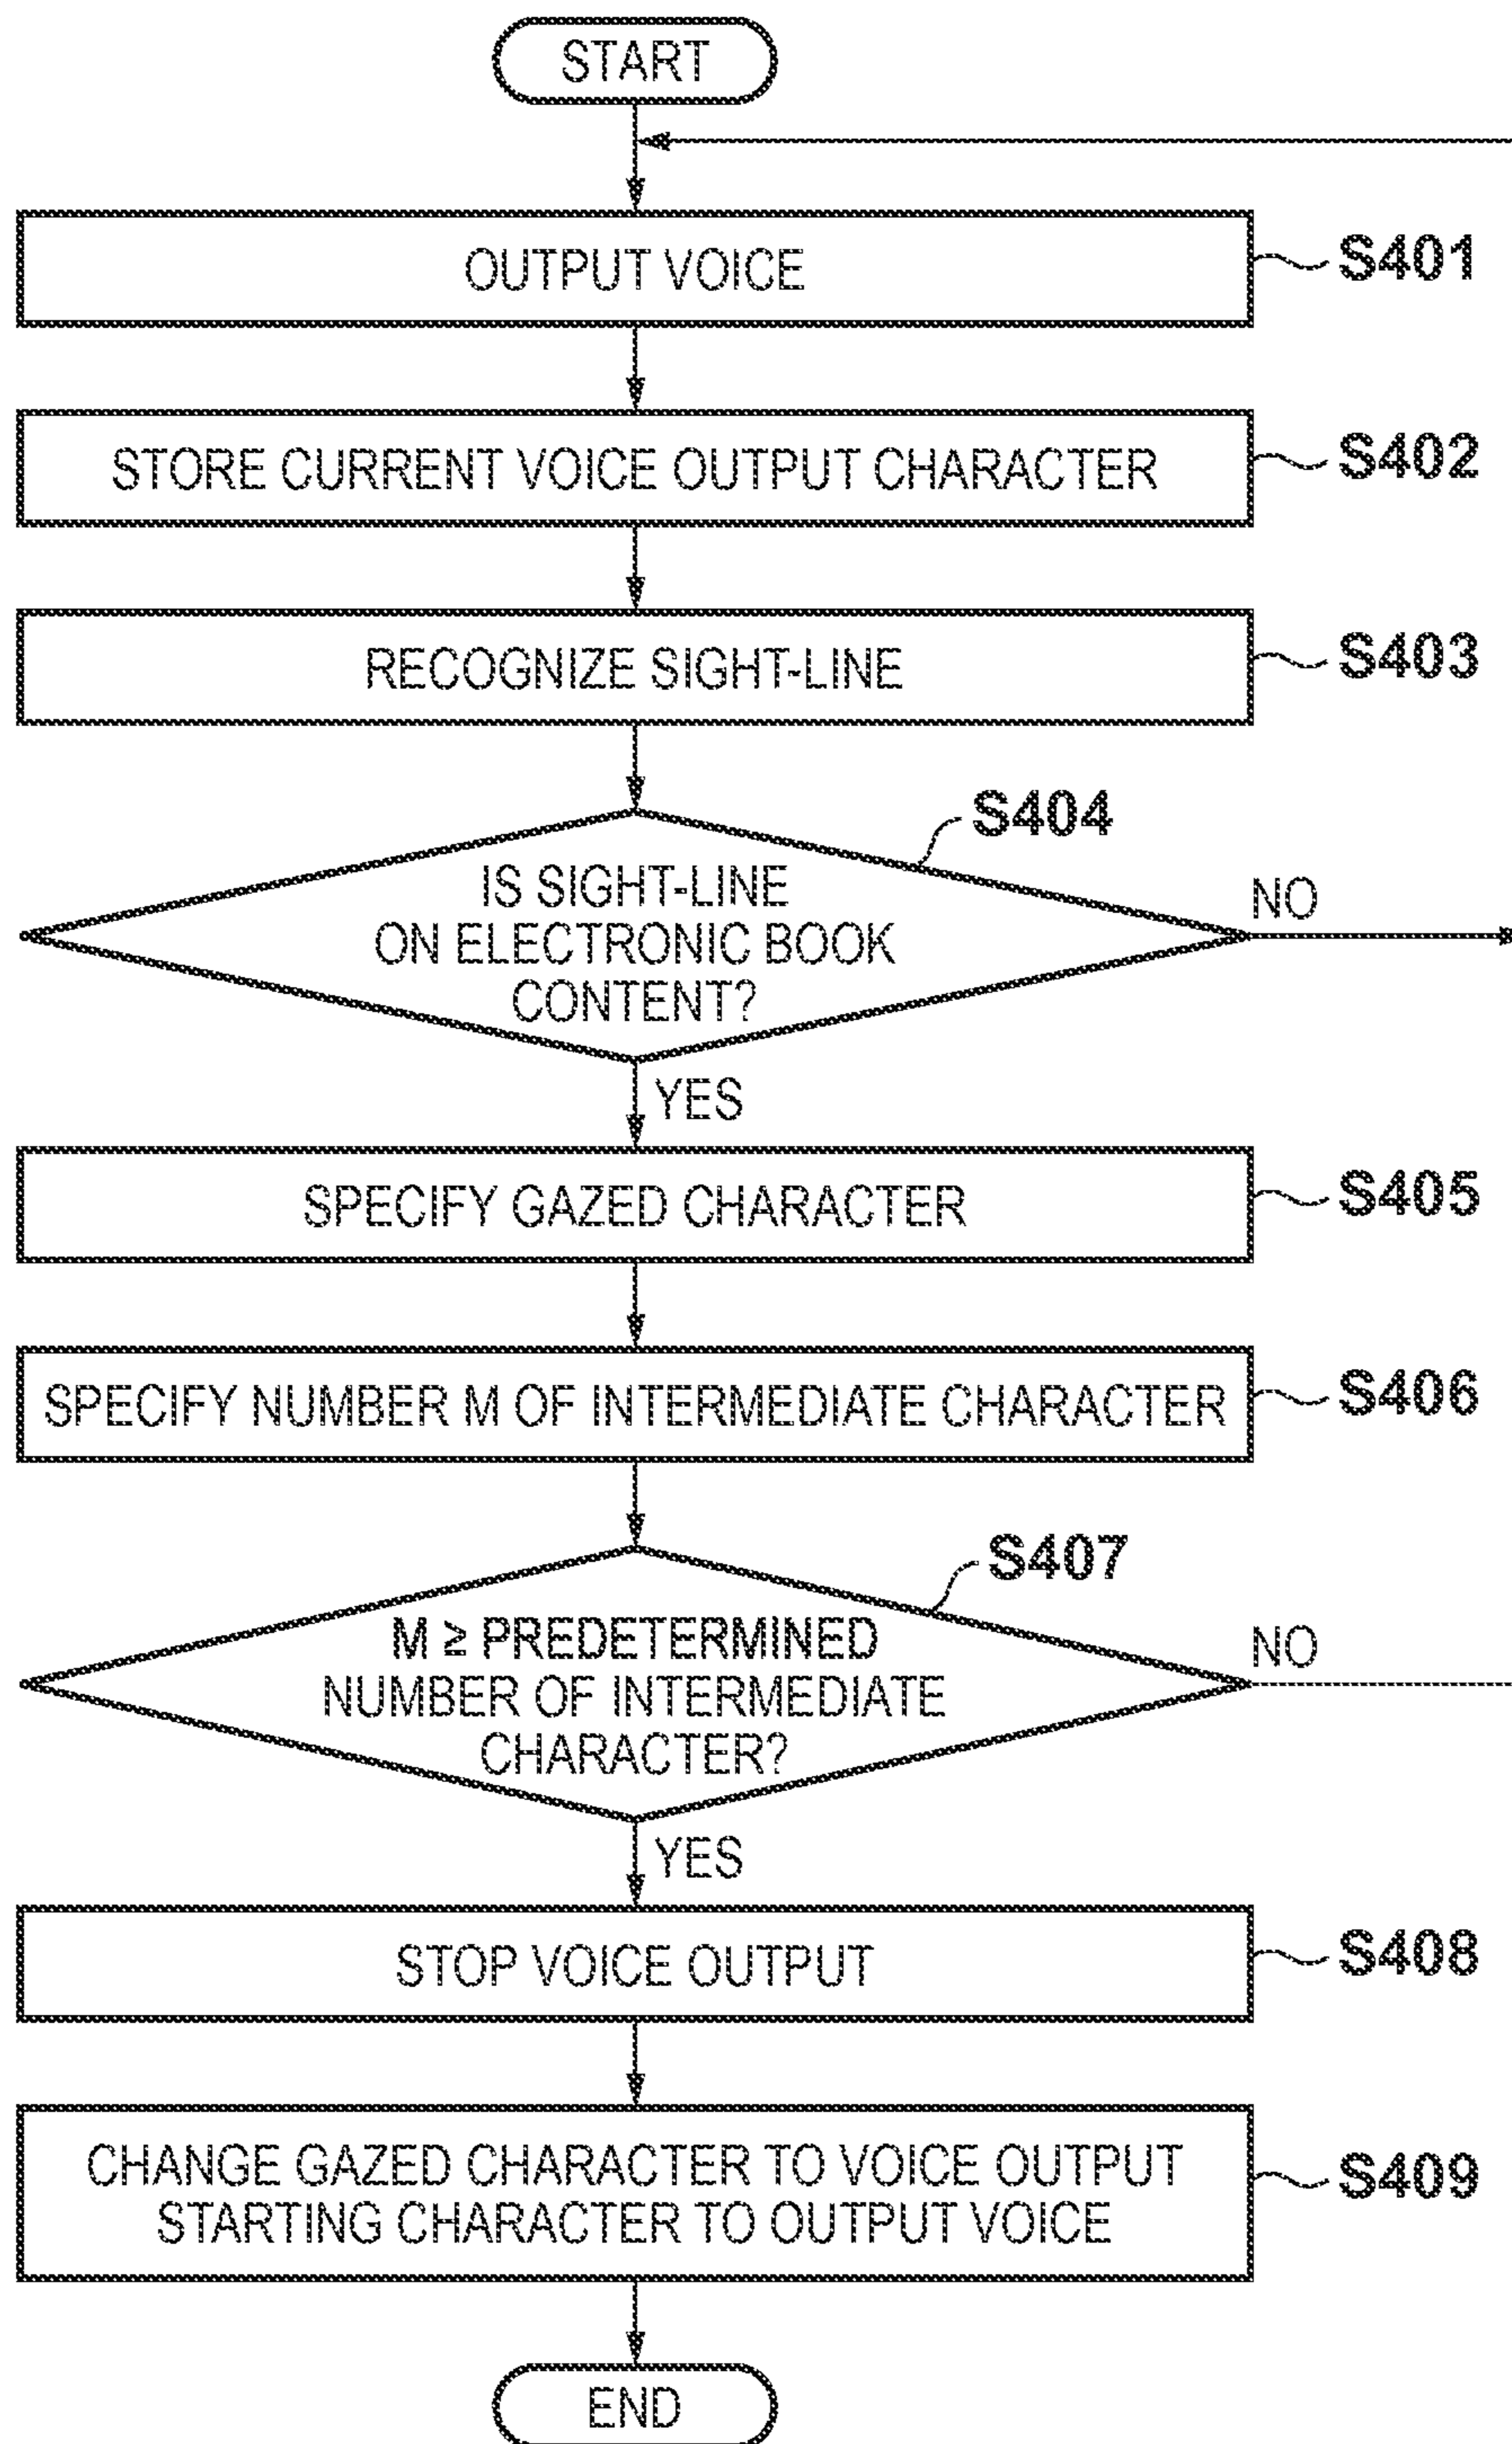 START
OUTPUT VOICE
S401
STORE CURRENT VOICE OUTPUT CHARACTER
S402
RECOGNIZE SIGHT-LINE
S403
S404
IS SIGHT-LINE
ON ELECTRONIC BOOK
CONTENT?
NO
YES
SPECIFY GAZED CHARACTER
S405
SPECIFY NUMBER M OF INTERMEDIATE CHARACTER
S406
S407
M ≥ PREDETERMINED
NUMBER OF INTERMEDIATE
CHARACTER?
NO
YES
STOP VOICE OUTPUT
S408
CHANGE GAZED CHARACTER TO VOICE OUTPUT
STARTING CHARACTER TO OUTPUT VOICE
S409
END